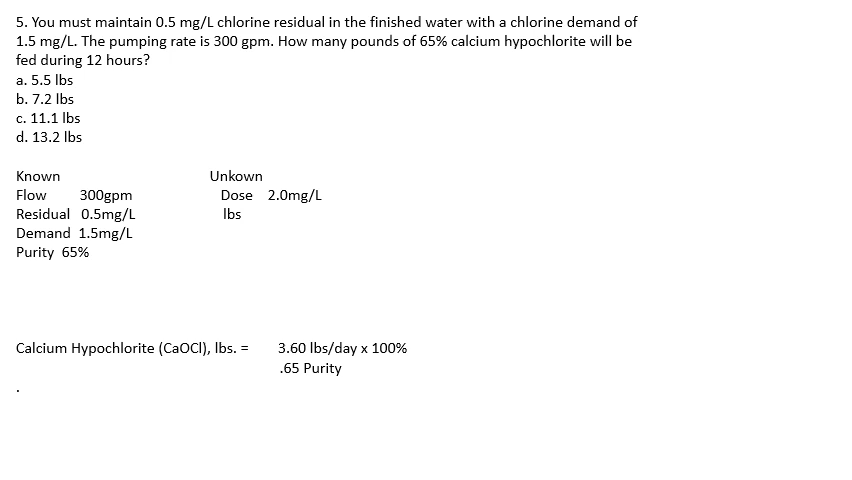 5. You must maintain 0.5 mg/L chlorine residual in the finished water with a chlorine demand of
1.5 mg/L. The pumping rate is 300 gpm. How many pounds of 65% calcium hypochlorite will be
fed during 12 hours?
a. 5.5 lbs
b. 7.2 lbs
c. 11.1 lbs
d. 13.2 lbs
Known Unkown
Flow 300gpm Dose 2.0mg/L
Residual 0.5mg/L lbs
Demand 1.5mg/L
Purity 65%
Calcium Hypochlorite (CaOCl), lbs. = 3.60 lbs/day x 100%
.65 Purity
.